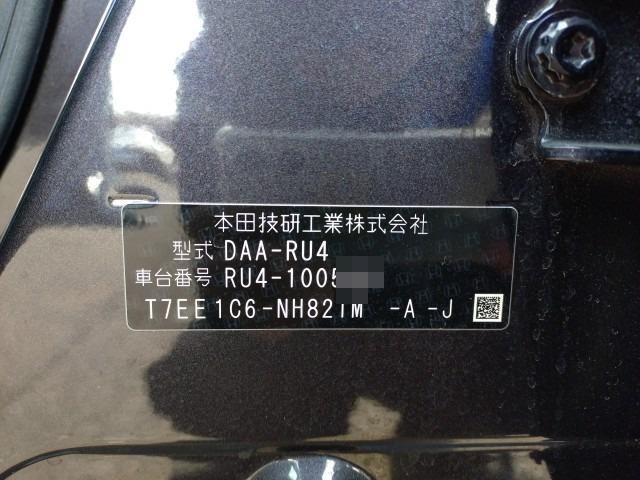 本田技研工業株式会社
型式 DAA-RU4
車台番号 RU4-1005
T7EE1C6-NH821M -A -J